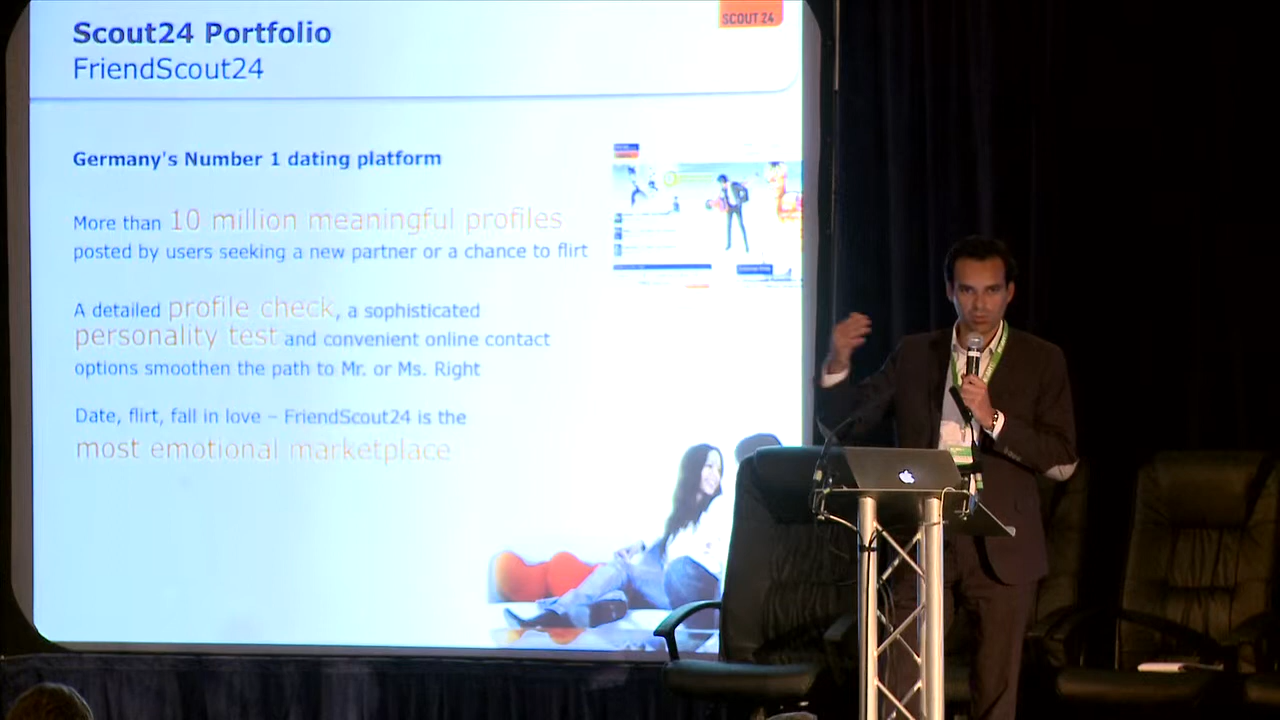 Scout24 Portfolio
SCOUT 24
FriendScout24
Germany's Number 1 dating platform
More than 10 million meaningful profiles
posted by users seeking a new partner or a chance to flirt
A detailed profile check, a sophisticated
personality test and convenient online contact
options smoothen the path to Mr. or Ms. Right
Date, flirt, fall in love – FriendScout24 is the
most emotional marketplace